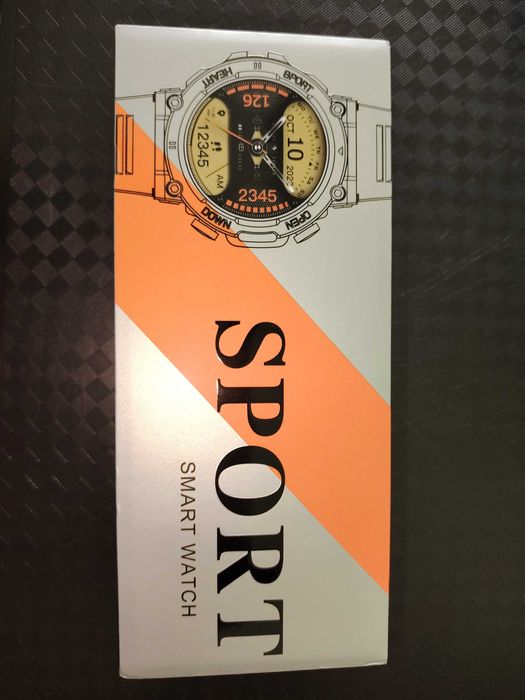 HEART
SPORT
126
12345
AM
OCT
10
2345
DOWN
OPEN
SPORT
SMART WATCH